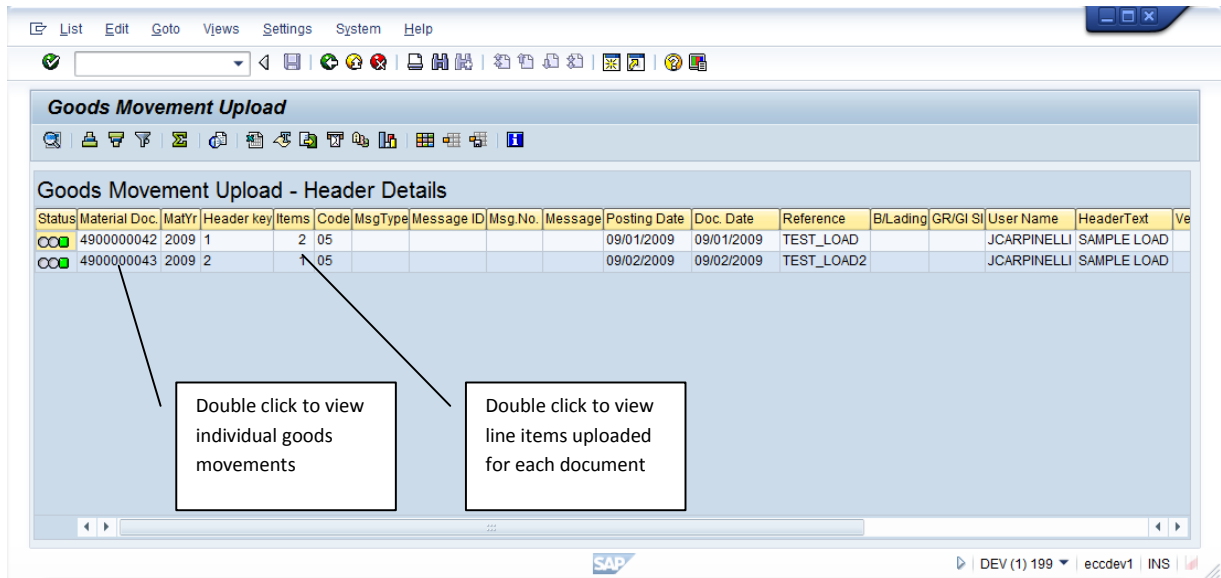 List Edit Goto Views Settings System Help
Goods Movement Upload
Goods Movement Upload - Header Details
Status Material Doc. MatYr Header key Items Code MsgType Message ID Msg.No. Message Posting Date Doc. Date Reference B/Lading GR/GI Sl User Name HeaderText Ve
4900000042 2009 1 2 05 09/01/2009 09/01/2009 TEST_LOAD JCARPINELLI SAMPLE LOAD
4900000043 2009 2 1 05 09/02/2009 09/02/2009 TEST_LOAD2 JCARPINELLI SAMPLE LOAD
Double click to view
individual goods
movements
Double click to view
line items uploaded
for each document
SAP
DEV (1) 199 eccdev1 INS